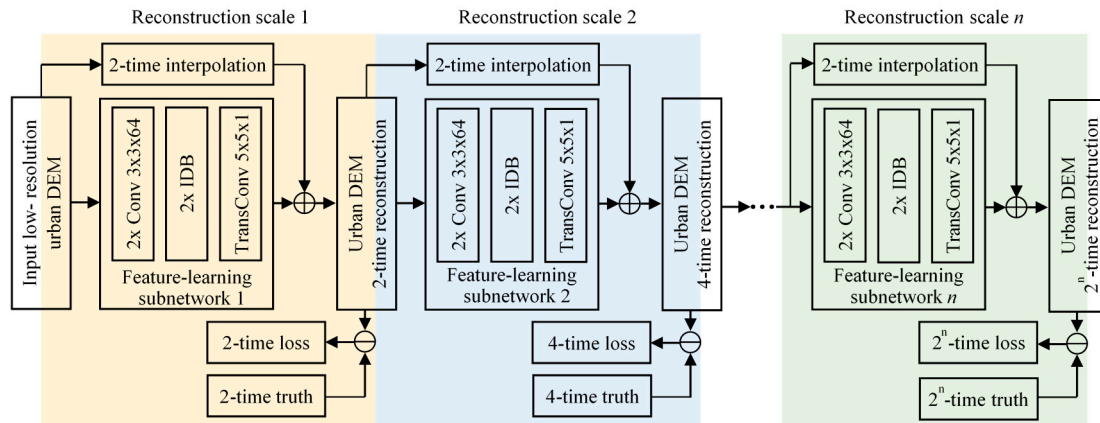 Reconstruction scale 1
Reconstruction scale 2
Reconstruction scale n
2-time interpolation
2-time interpolation
2-time interpolation
Input low- resolution
urban DEM
2x Conv 3x3x64
2x IDB
TransConv 5x5x1
Feature-learning
subnetwork 1
Urban DEM
2-time reconstruction
2x Conv 3x3x64
2x IDB
TransConv 5x5x1
Feature-learning
subnetwork 2
Urban DEM
4-time reconstruction
2x Conv 3x3x64
2x IDB
TransConv 5x5x1
Feature-learning
subnetwork n
Urban DEM
2ⁿ-time reconstruction
2-time loss
4-time loss
2ⁿ-time loss
2-time truth
4-time truth
2ⁿ-time truth